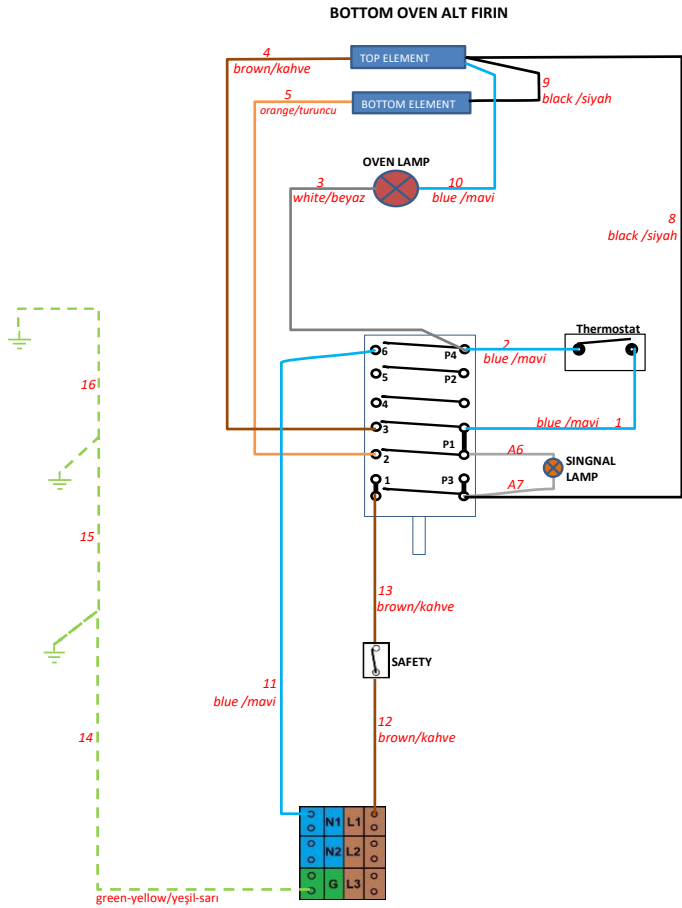 BOTTOM OVEN ALT FIRIN
4
brown/kahve
TOP ELEMENT
9
black /siyah
5
orange/turuncu
BOTTOM ELEMENT
OVEN LAMP
3
white/beyaz
10
blue /mavi
8
black /siyah
Thermostat
6
P4
2
blue /mavi
5
P2
16
4
3
blue /mavi 1
P1
2
A6
SINGNAL
LAMP
1
P3
A7
15
13
brown/kahve
SAFETY
11
blue /mavi
12
brown/kahve
14
N1 L1
N2 L2
G L3
green-yellow/yeşil-sarı